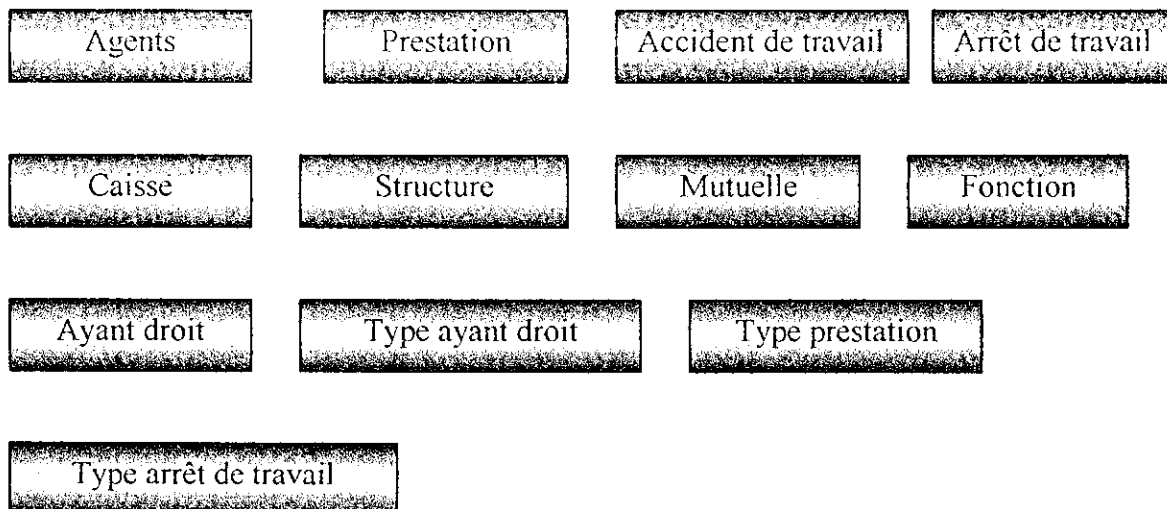 Agents Prestation Accident de travail Arrêt de travail
Caisse Structure Mutuelle Fonction
Ayant droit Type ayant droit Type prestation
Type arrêt de travail